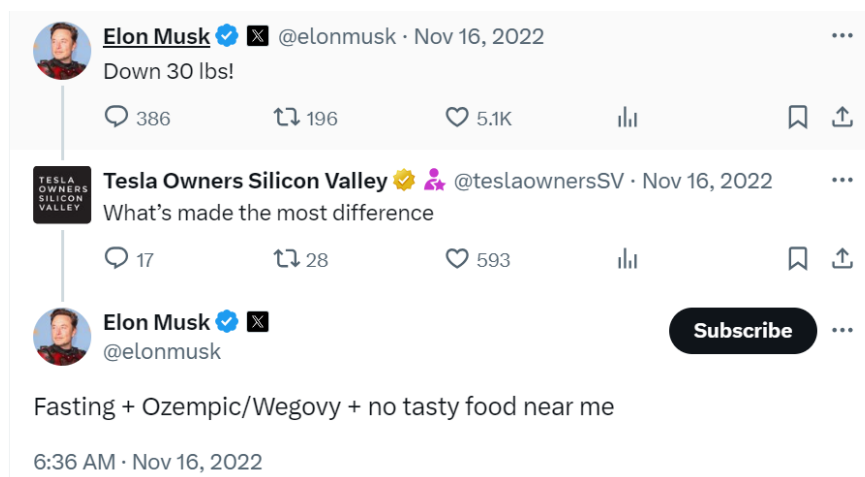 Elon Musk @elonmusk · Nov 16, 2022
Down 30 lbs!
386 196 5.1K
TESLA
OWNERS
SILICON
VALLEY
Tesla Owners Silicon Valley @teslaownersSV · Nov 16, 2022
What’s made the most difference
17 28 593
Elon Musk
@elonmusk
Subscribe
Fasting + Ozempic/Wegovy + no tasty food near me
6:36 AM · Nov 16, 2022